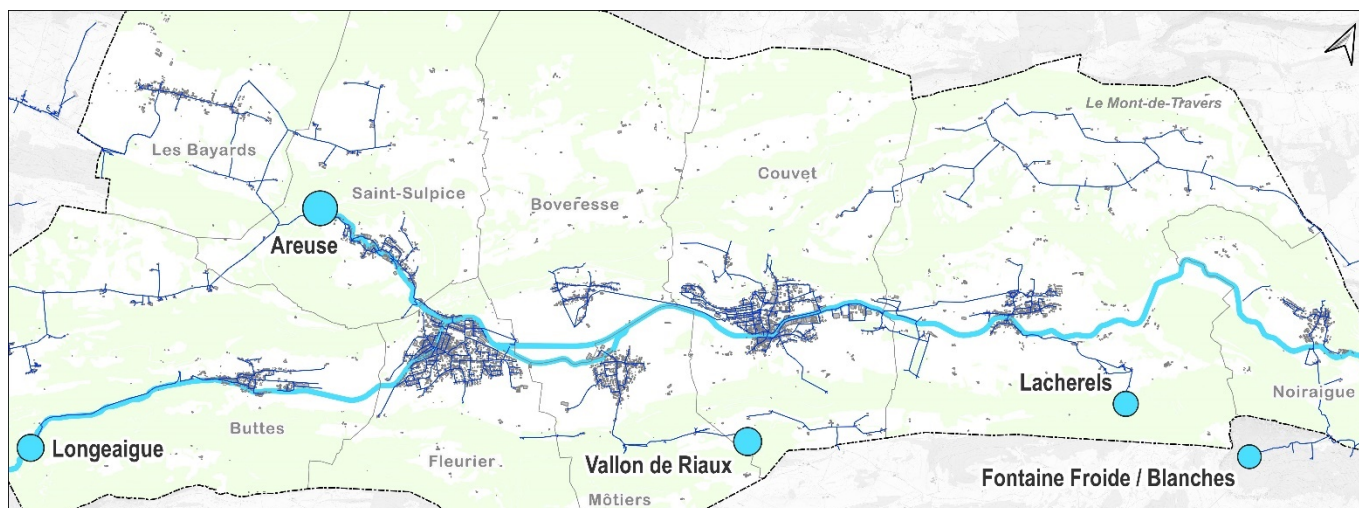 Le Mont-de-Travers
Les Bayards
Couvet
Saint-Sulpice
Boveresse
Areuse
Lacherels
Noiraigue
Buttes
Longeaigue
Fleurier
Vallon de Riaux
Fontaine Froide / Blanches
Môtiers